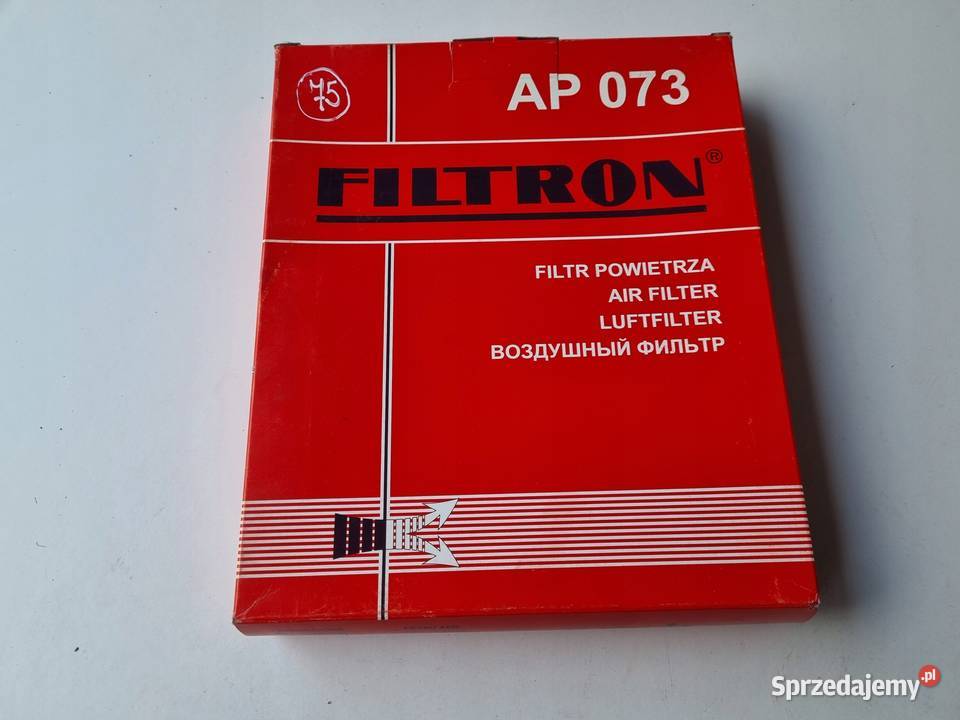 75
AP 073
FILTRON®
FILTR POWIETRZA
AIR FILTER
LUFTFILTER
ВОЗДУШНЫЙ ФИЛЬТР
Sprzedajemy.pl